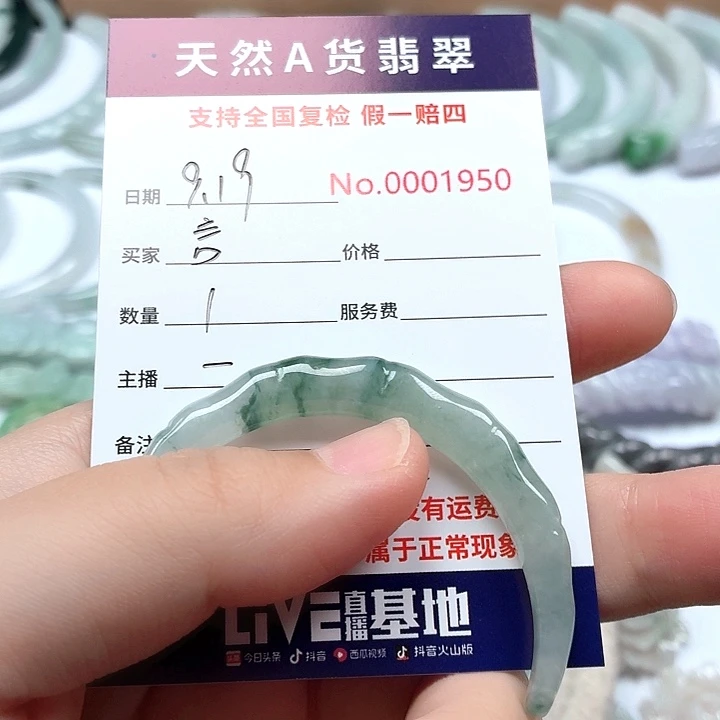 天然A货翡翠
支持全国复检 假一赔四
日期 9.19 No.0001950
买家 言 价格
数量 1 服务费
主播 一
备注
有运费
属于正常现象
LIVE直播基地
今日头条 抖音 西瓜视频 抖音火山版